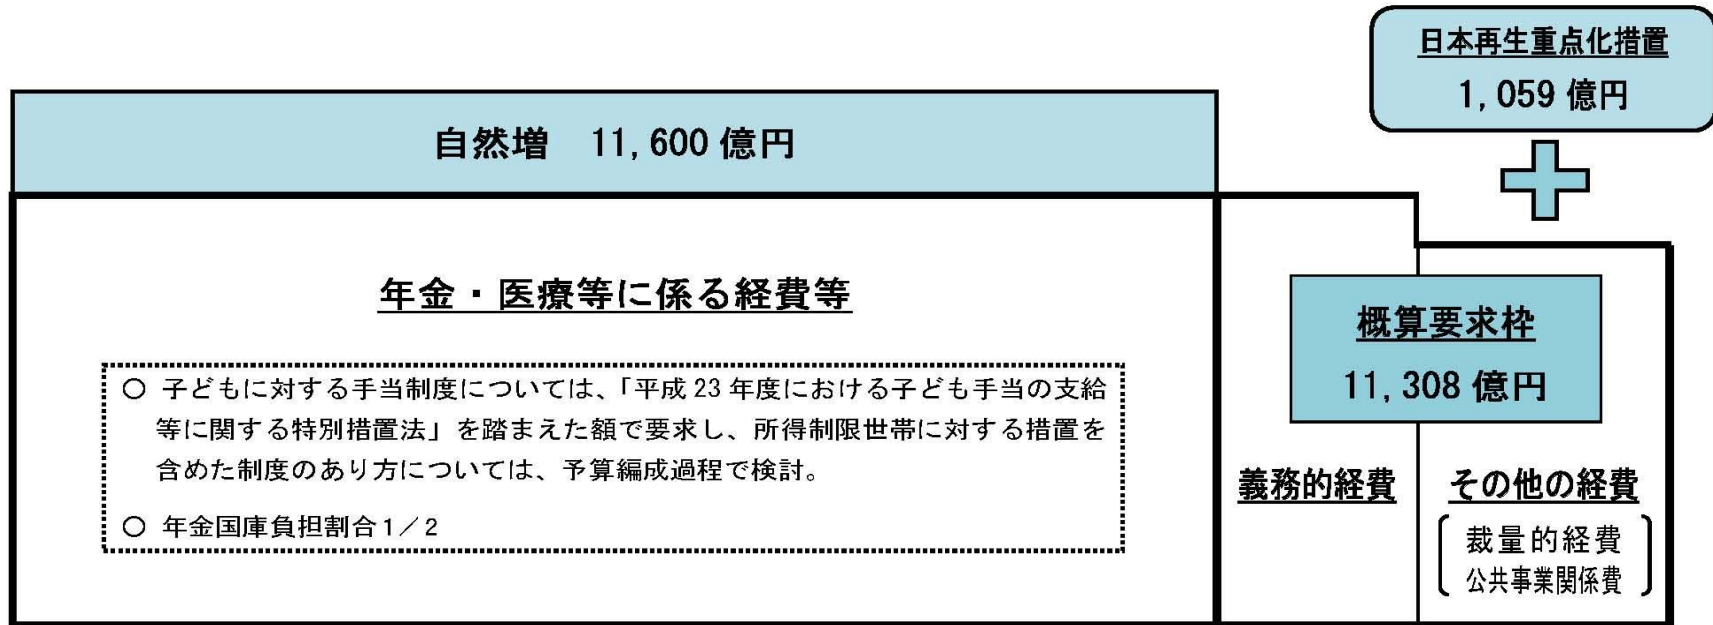 日本再生重点化措置
1,059 億円
自然増 11,600 億円
年金・医療等に係る経費等
○ 子どもに対する手当制度については、「平成 23 年度における子ども手当の支給
等に関する特別措置法」を踏まえた額で要求し、所得制限世帯に対する措置を
含めた制度のあり方については、予算編成過程で検討。
○ 年金国庫負担割合1/2
概算要求枠
11,308 億円
義務的経費
その他の経費
裁量的経費
公共事業関係費